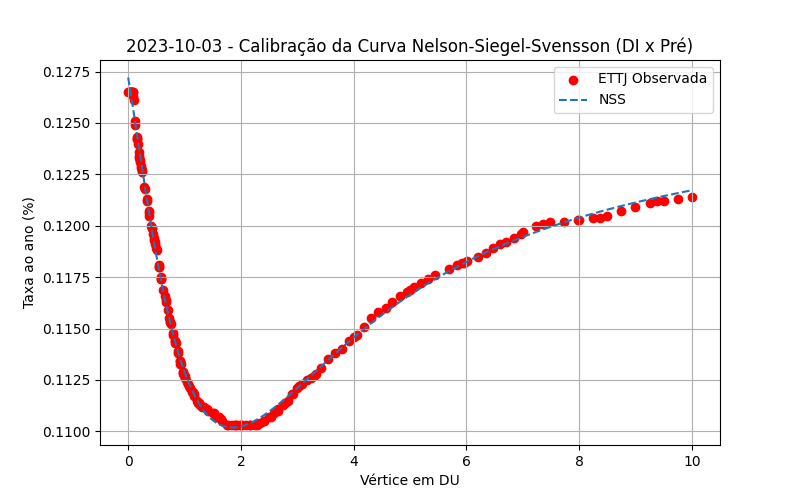 2023-10-03 - Calibração da Curva Nelson-Siegel-Svensson (DI x Pré)
ETTJ Observada
NSS
Taxa ao ano (%)
0.1275
0.1250
0.1225
0.1200
0.1175
0.1150
0.1125
0.1100
0 2 4 6 8 10
Vértice em DU